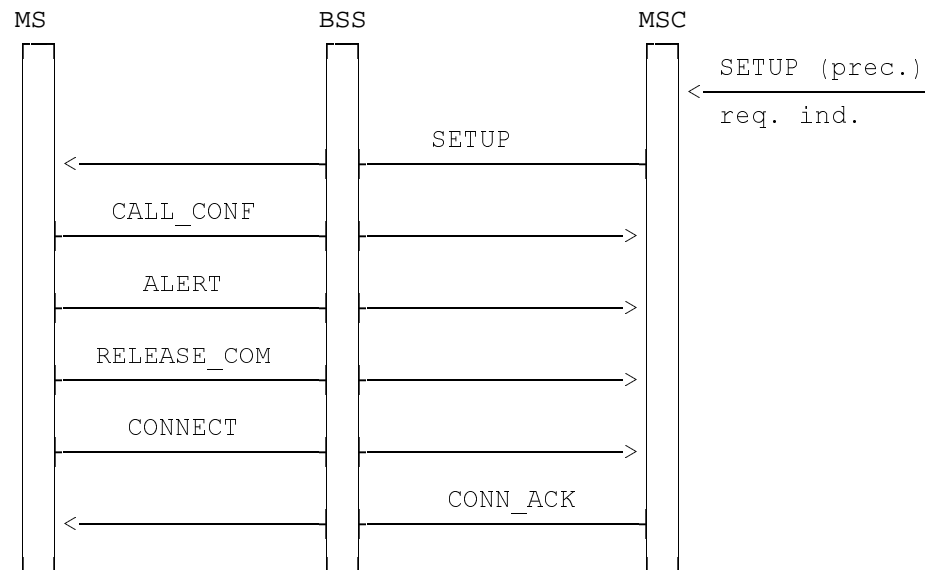 MS BSS MSC
SETUP (prec.)
req. ind.
SETUP
CALL_CONF
ALERT
RELEASE_COM
CONNECT
CONN_ACK